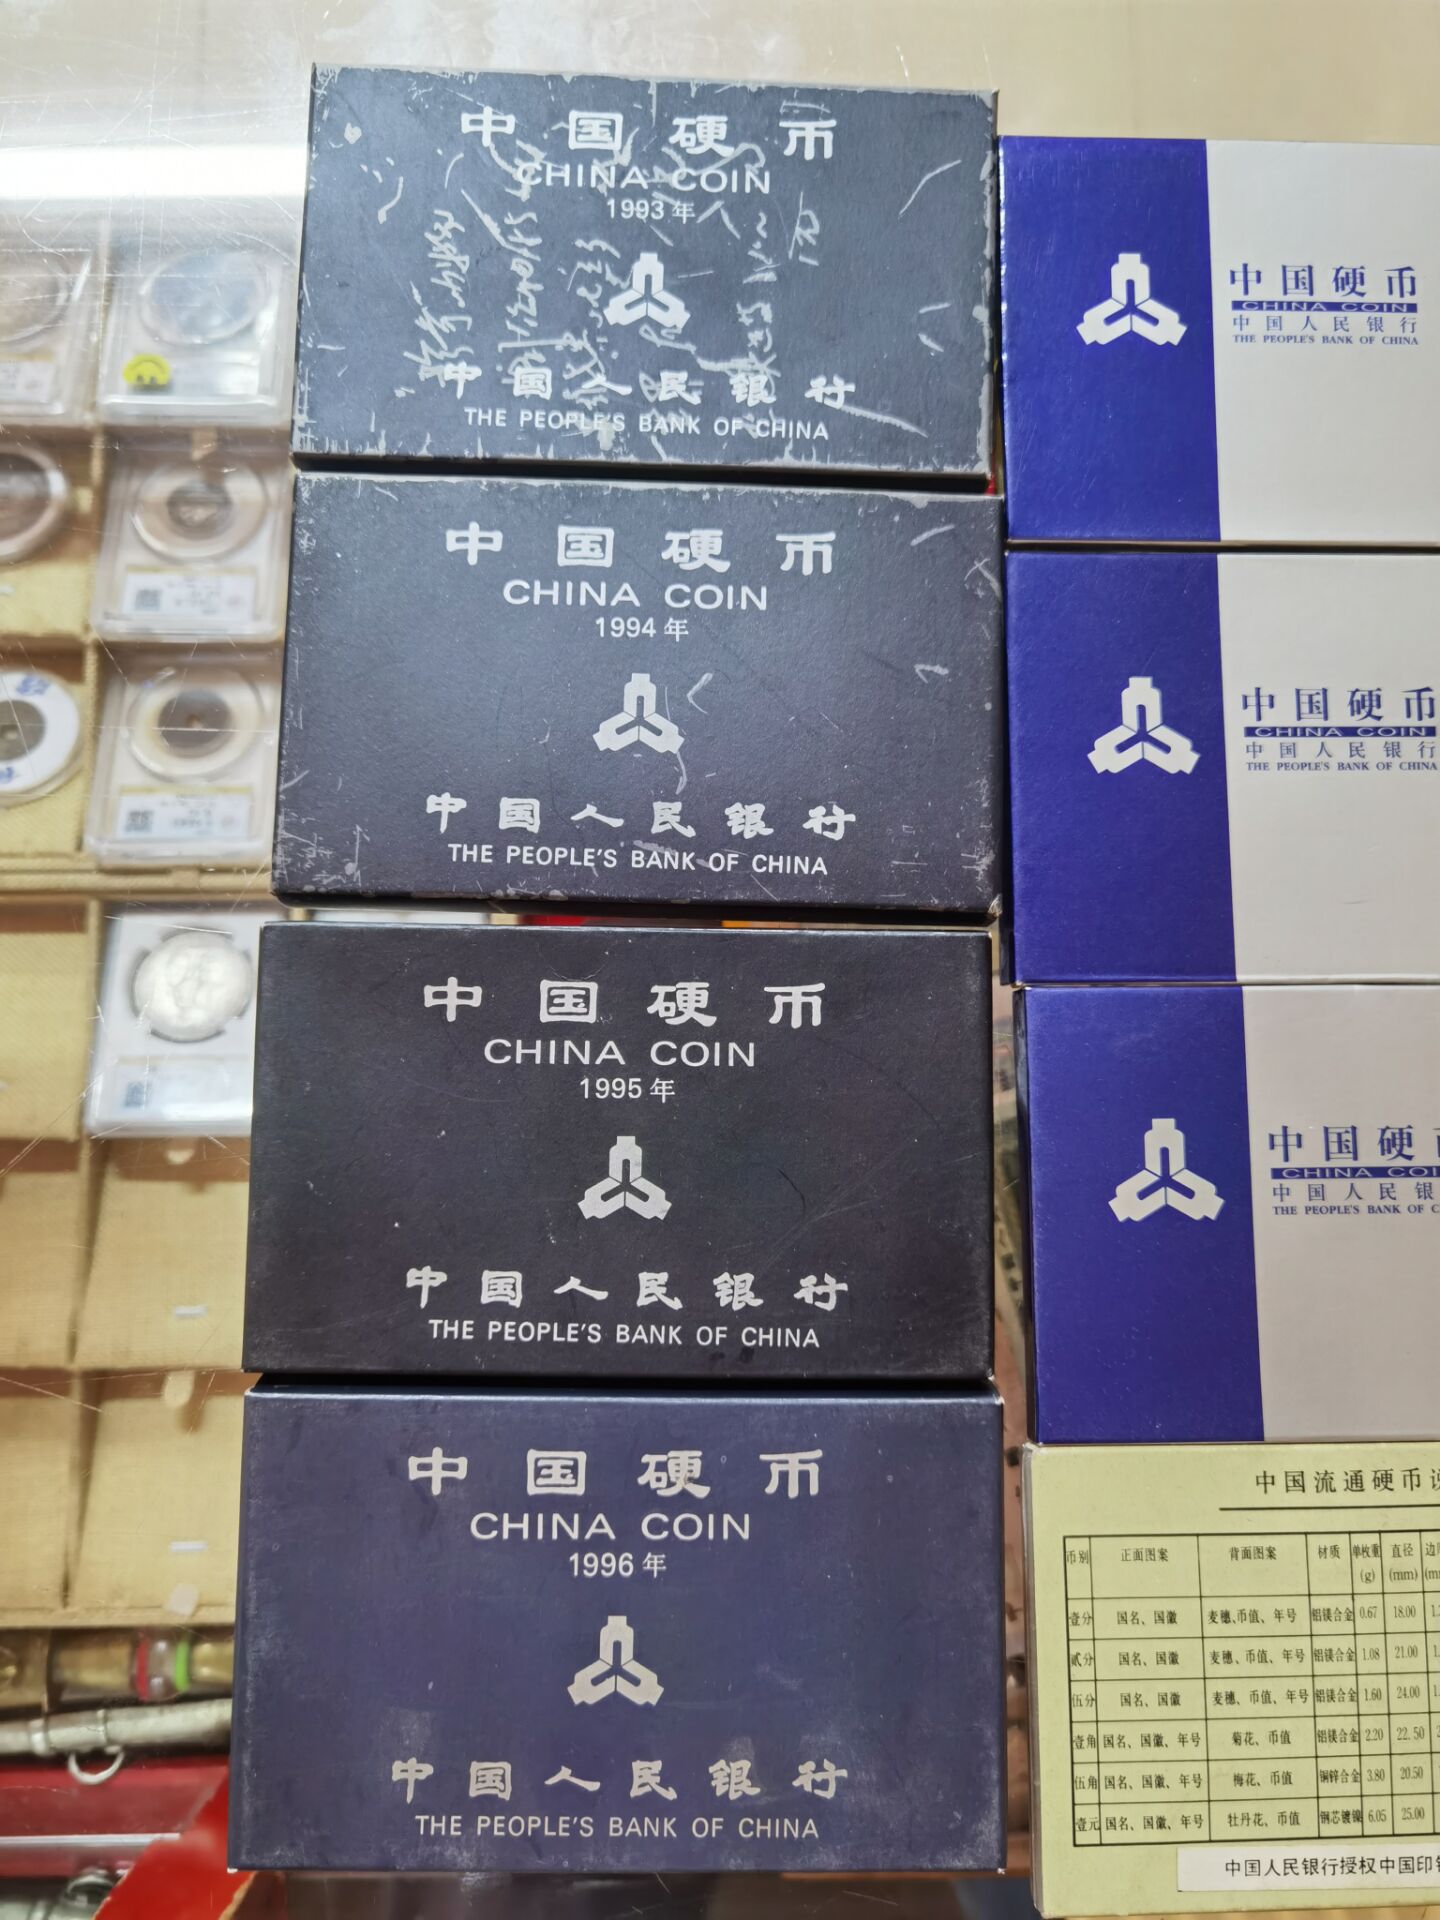 中国硬币
CHINA COIN
1993年
中国人民银行
THE PEOPLE'S BANK OF CHINA
中国硬币
CHINA COIN
1994年
中国人民银行
THE PEOPLE'S BANK OF CHINA
中国硬币
CHINA COIN
1995年
中国人民银行
THE PEOPLE'S BANK OF CHINA
中国硬币
CHINA COIN
1996年
中国人民银行
THE PEOPLE'S BANK OF CHINA
中国硬币
CHINA COIN
中国人民银行
THE PEOPLE'S BANK OF CHINA
中国硬币
CHINA COIN
中国人民银行
THE PEOPLE'S BANK OF CHINA
中国硬
CHINA COI
中国人民银
THE PEOPLE'S BANK OF C
中国流通硬币
币别 正面图案 背面图案 材质 单枚重(g) 直径(mm)
壹分 国名、国徽 麦穗、币值、年号 铝镁合金 0.67 18.00
贰分 国名、国徽 麦穗、币值、年号 铝镁合金 1.08 21.00
伍分 国名、国徽 麦穗、币值、年号 铝镁合金 1.60 24.00
壹角 国名、国徽、年号 菊花、币值 铝镁合金 2.20 22.50
伍角 国名、国徽、年号 梅花、币值 铜锌合金 3.80 20.50
壹元 国名、国徽、年号 牡丹花、币值 钢芯镀镍 6.05 25.00
中国人民银行授权中国印